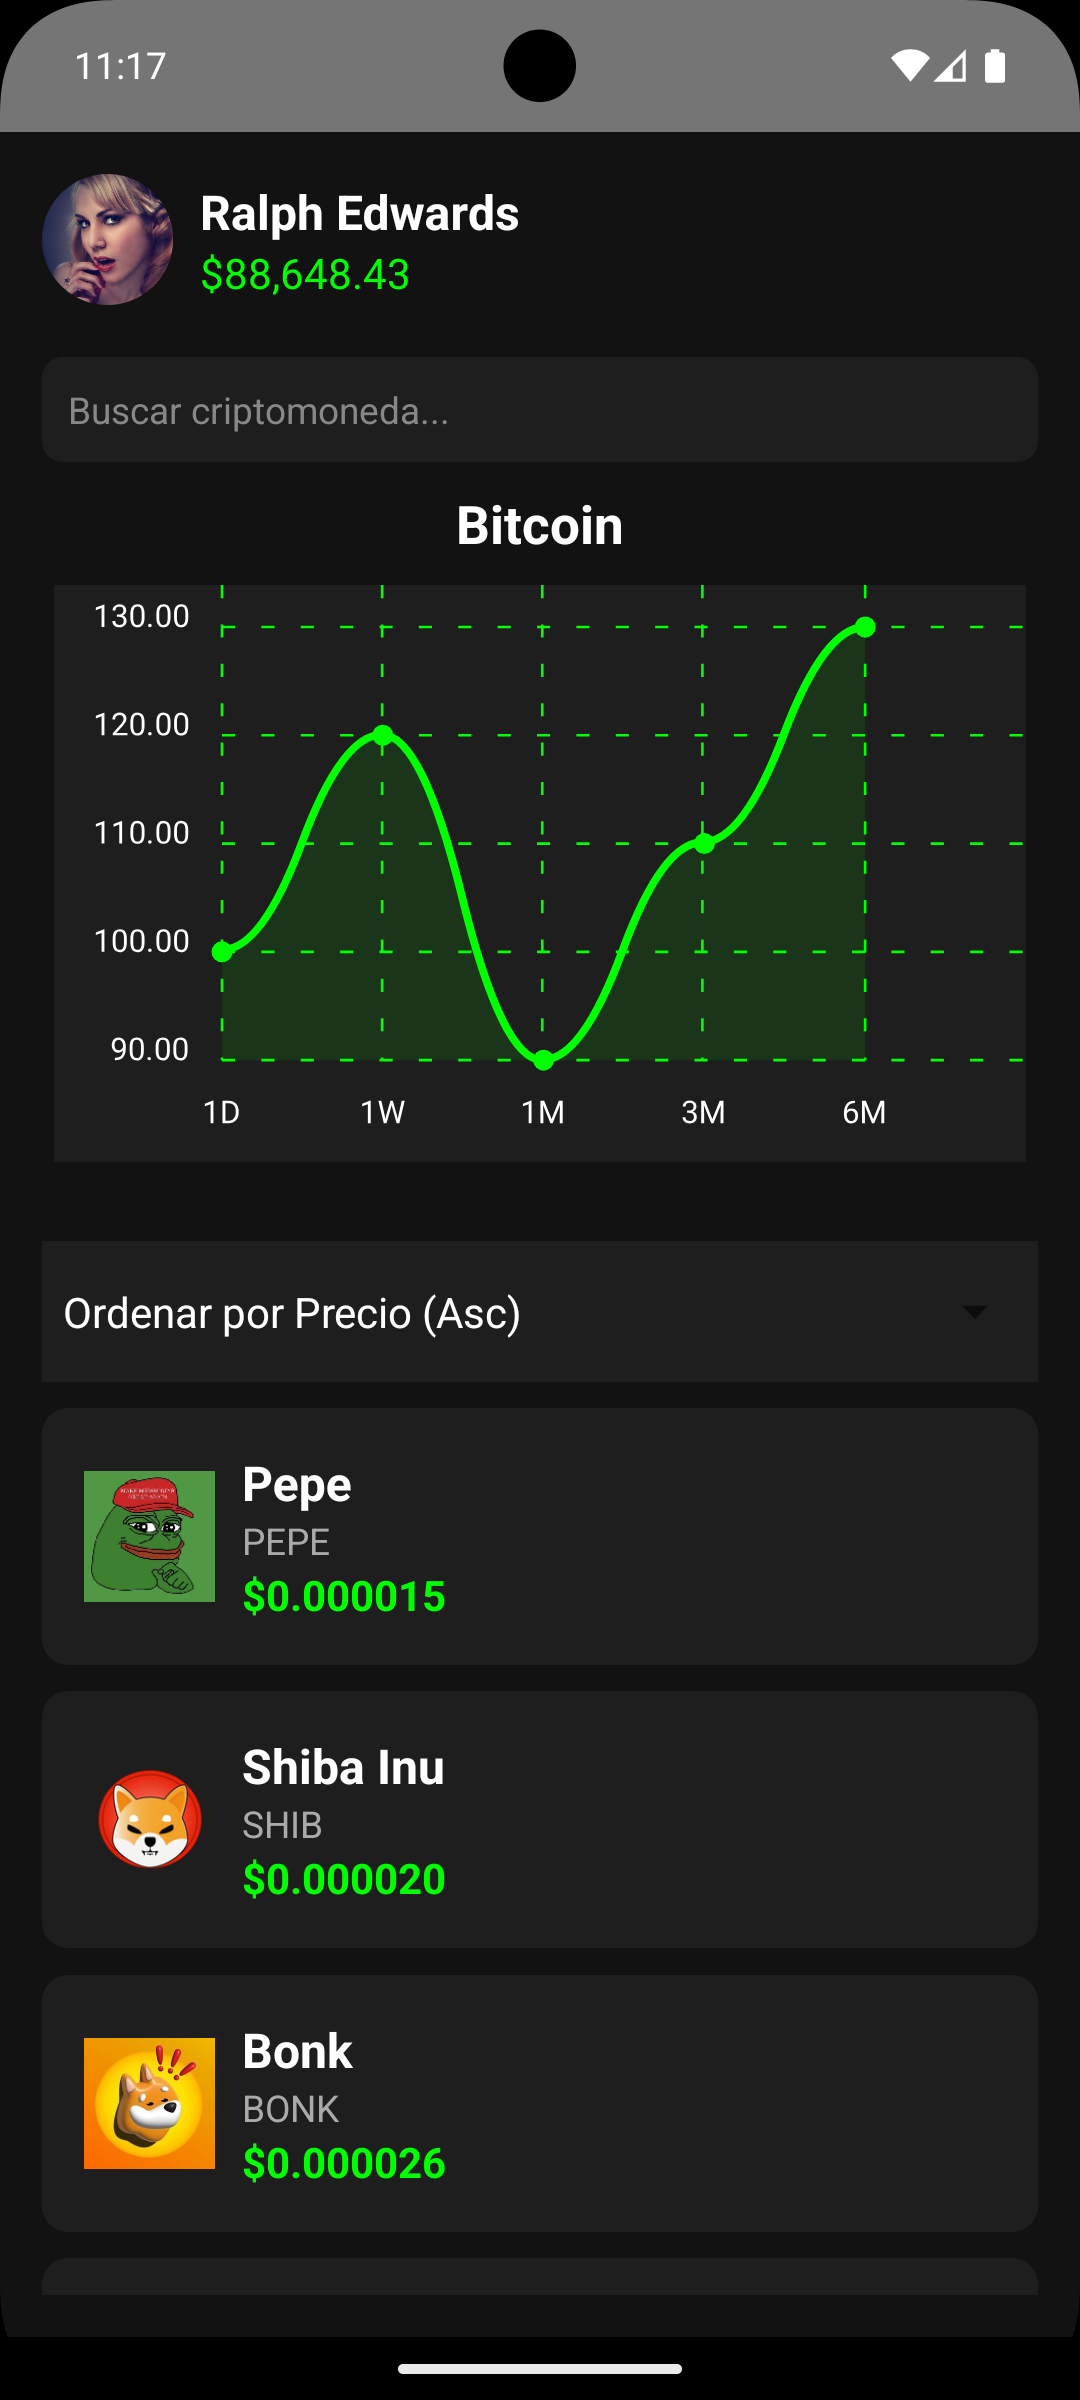 11:17
Ralph Edwards
$88,648.43
Buscar criptomoneda...
Bitcoin
130.00
120.00
110.00
100.00
90.00
1D 1W 1M 3M 6M
Ordenar por Precio (Asc)
Pepe
PEPE
$0.000015
Shiba Inu
SHIB
$0.000020
Bonk
BONK
$0.000026